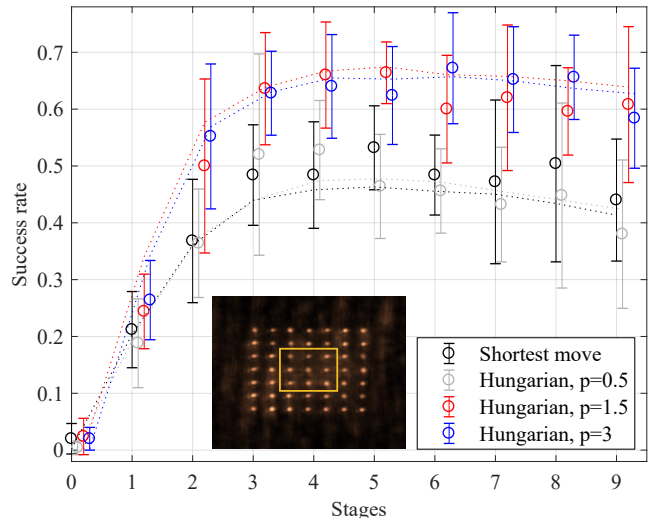 0.7
0.6
0.5
0.4
0.3
0.2
0.1
0
Success rate
0 1 2 3 4 5 6 7 8 9
Stages
Shortest move
Hungarian, p=0.5
Hungarian, p=1.5
Hungarian, p=3